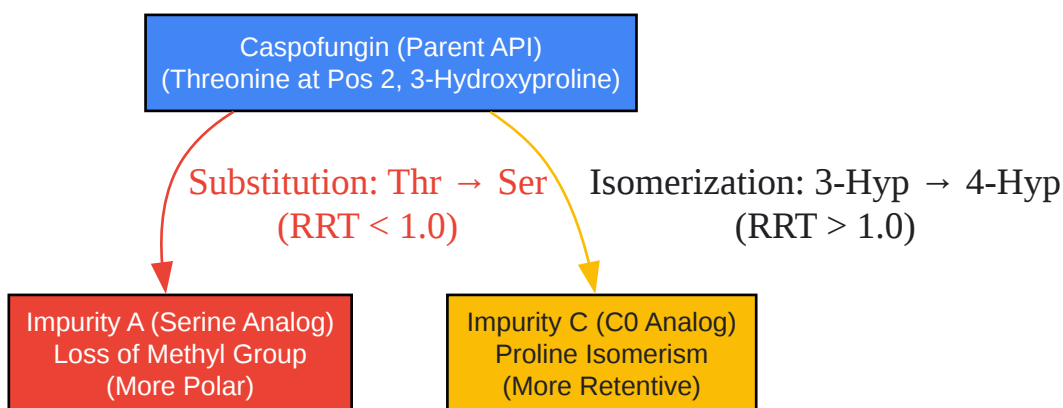 Caspofungin (Parent API)
(Threonine at Pos 2, 3-Hydroxyproline)
Substitution: Thr → Ser
(RRT < 1.0)
Isomerization: 3-Hyp → 4-Hyp
(RRT > 1.0)
Impurity A (Serine Analog)
Loss of Methyl Group
(More Polar)
Impurity C (C0 Analog)
Proline Isomerism
(More Retentive)